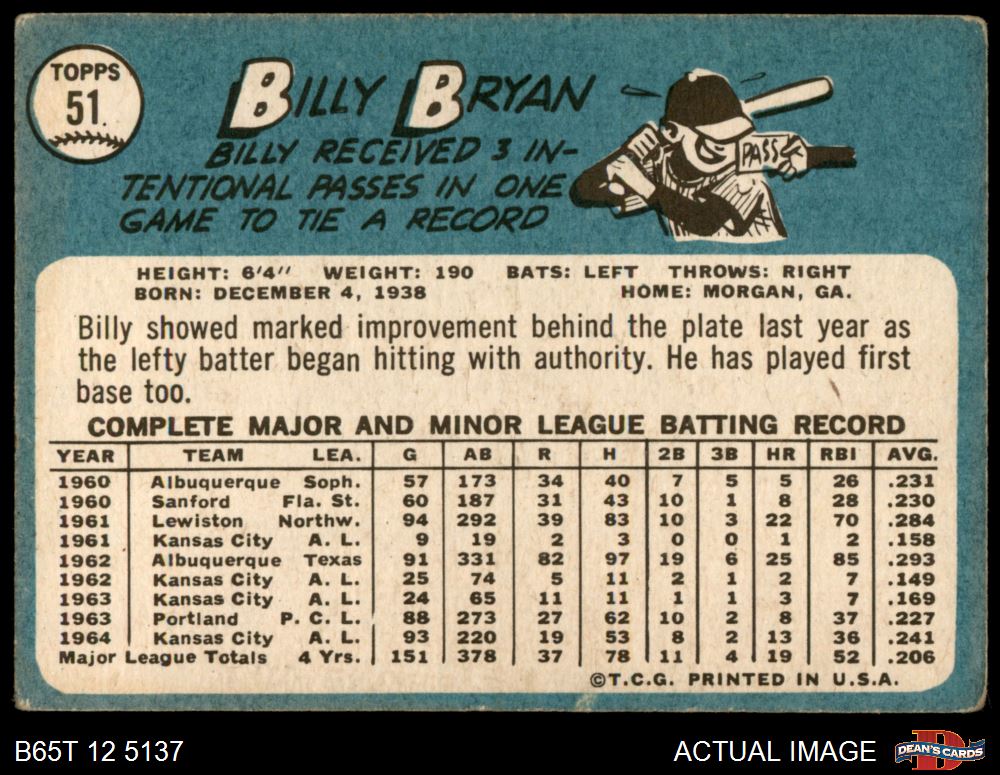 TOPPS
51.
BILLY BRYAN
BILLY RECEIVED 3 IN-
TENTIONAL PASSES IN ONE
GAME TO TIE A RECORD
PASS
HEIGHT: 6'4" WEIGHT: 190 BATS: LEFT THROWS: RIGHT
BORN: DECEMBER 4, 1938 HOME: MORGAN, GA.
Billy showed marked improvement behind the plate last year as
the lefty batter began hitting with authority. He has played first
base too.
COMPLETE MAJOR AND MINOR LEAGUE BATTING RECORD
YEAR TEAM LEA. G AB R H 2B 3B HR RBI AVG.
1960 Albuquerque Soph. 57 173 34 40 7 5 5 26 .231
1960 Sanford Fla. St. 60 187 31 43 10 1 8 28 .230
1961 Lewiston Northw. 94 292 39 83 10 3 22 70 .284
1961 Kansas City A. L. 9 19 2 3 0 0 1 2 .158
1962 Albuquerque Texas 91 331 82 97 19 6 25 85 .293
1962 Kansas City A. L. 25 74 5 11 2 1 2 7 .149
1963 Kansas City A. L. 24 65 11 11 1 1 3 7 .169
1963 Portland P. C. L. 88 273 27 62 10 2 8 37 .227
1964 Kansas City A. L. 93 220 19 53 8 2 13 36 .241
Major League Totals 4 Yrs. 151 378 37 78 11 4 19 52 .206
©T.C.G. PRINTED IN U.S.A.
B65T 12 5137 ACTUAL IMAGE D DEAN'S CARDS